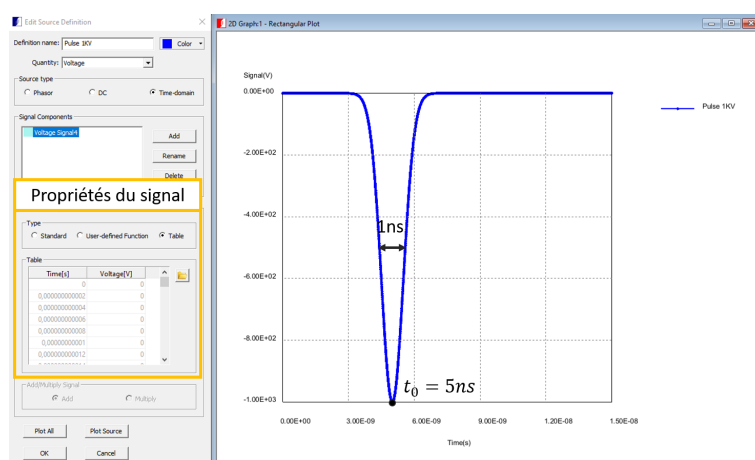 Edit Source Definition
Definition name: Pulse 1KV Color
Quantity: Voltage
Source type
Phasor DC Time-domain
Signal Components
Voltage Signal4
Add
Rename
Delete
Propriétés du signal
Type
Standard User-defined Function Table
Table
Time[s] Voltage[V]
0 0
0,000000000002 0
0,000000000004 0
0,000000000006 0
0,000000000008 0
0,00000000001 0
0,000000000012 0
Add/Multiply Signal
Add Multiply
Plot All Plot Source
OK Cancel
2D Graph:1 - Rectangular Plot
Signal(V)
0.00E+00
-2.00E+02
-4.00E+02
-6.00E+02
-8.00E+02
-1.00E+03
1ns
t₀ = 5ns
0.00E+00 3.00E-09 6.00E-09 9.00E-09 1.20E-08 1.50E-08
Time(s)
Pulse 1KV